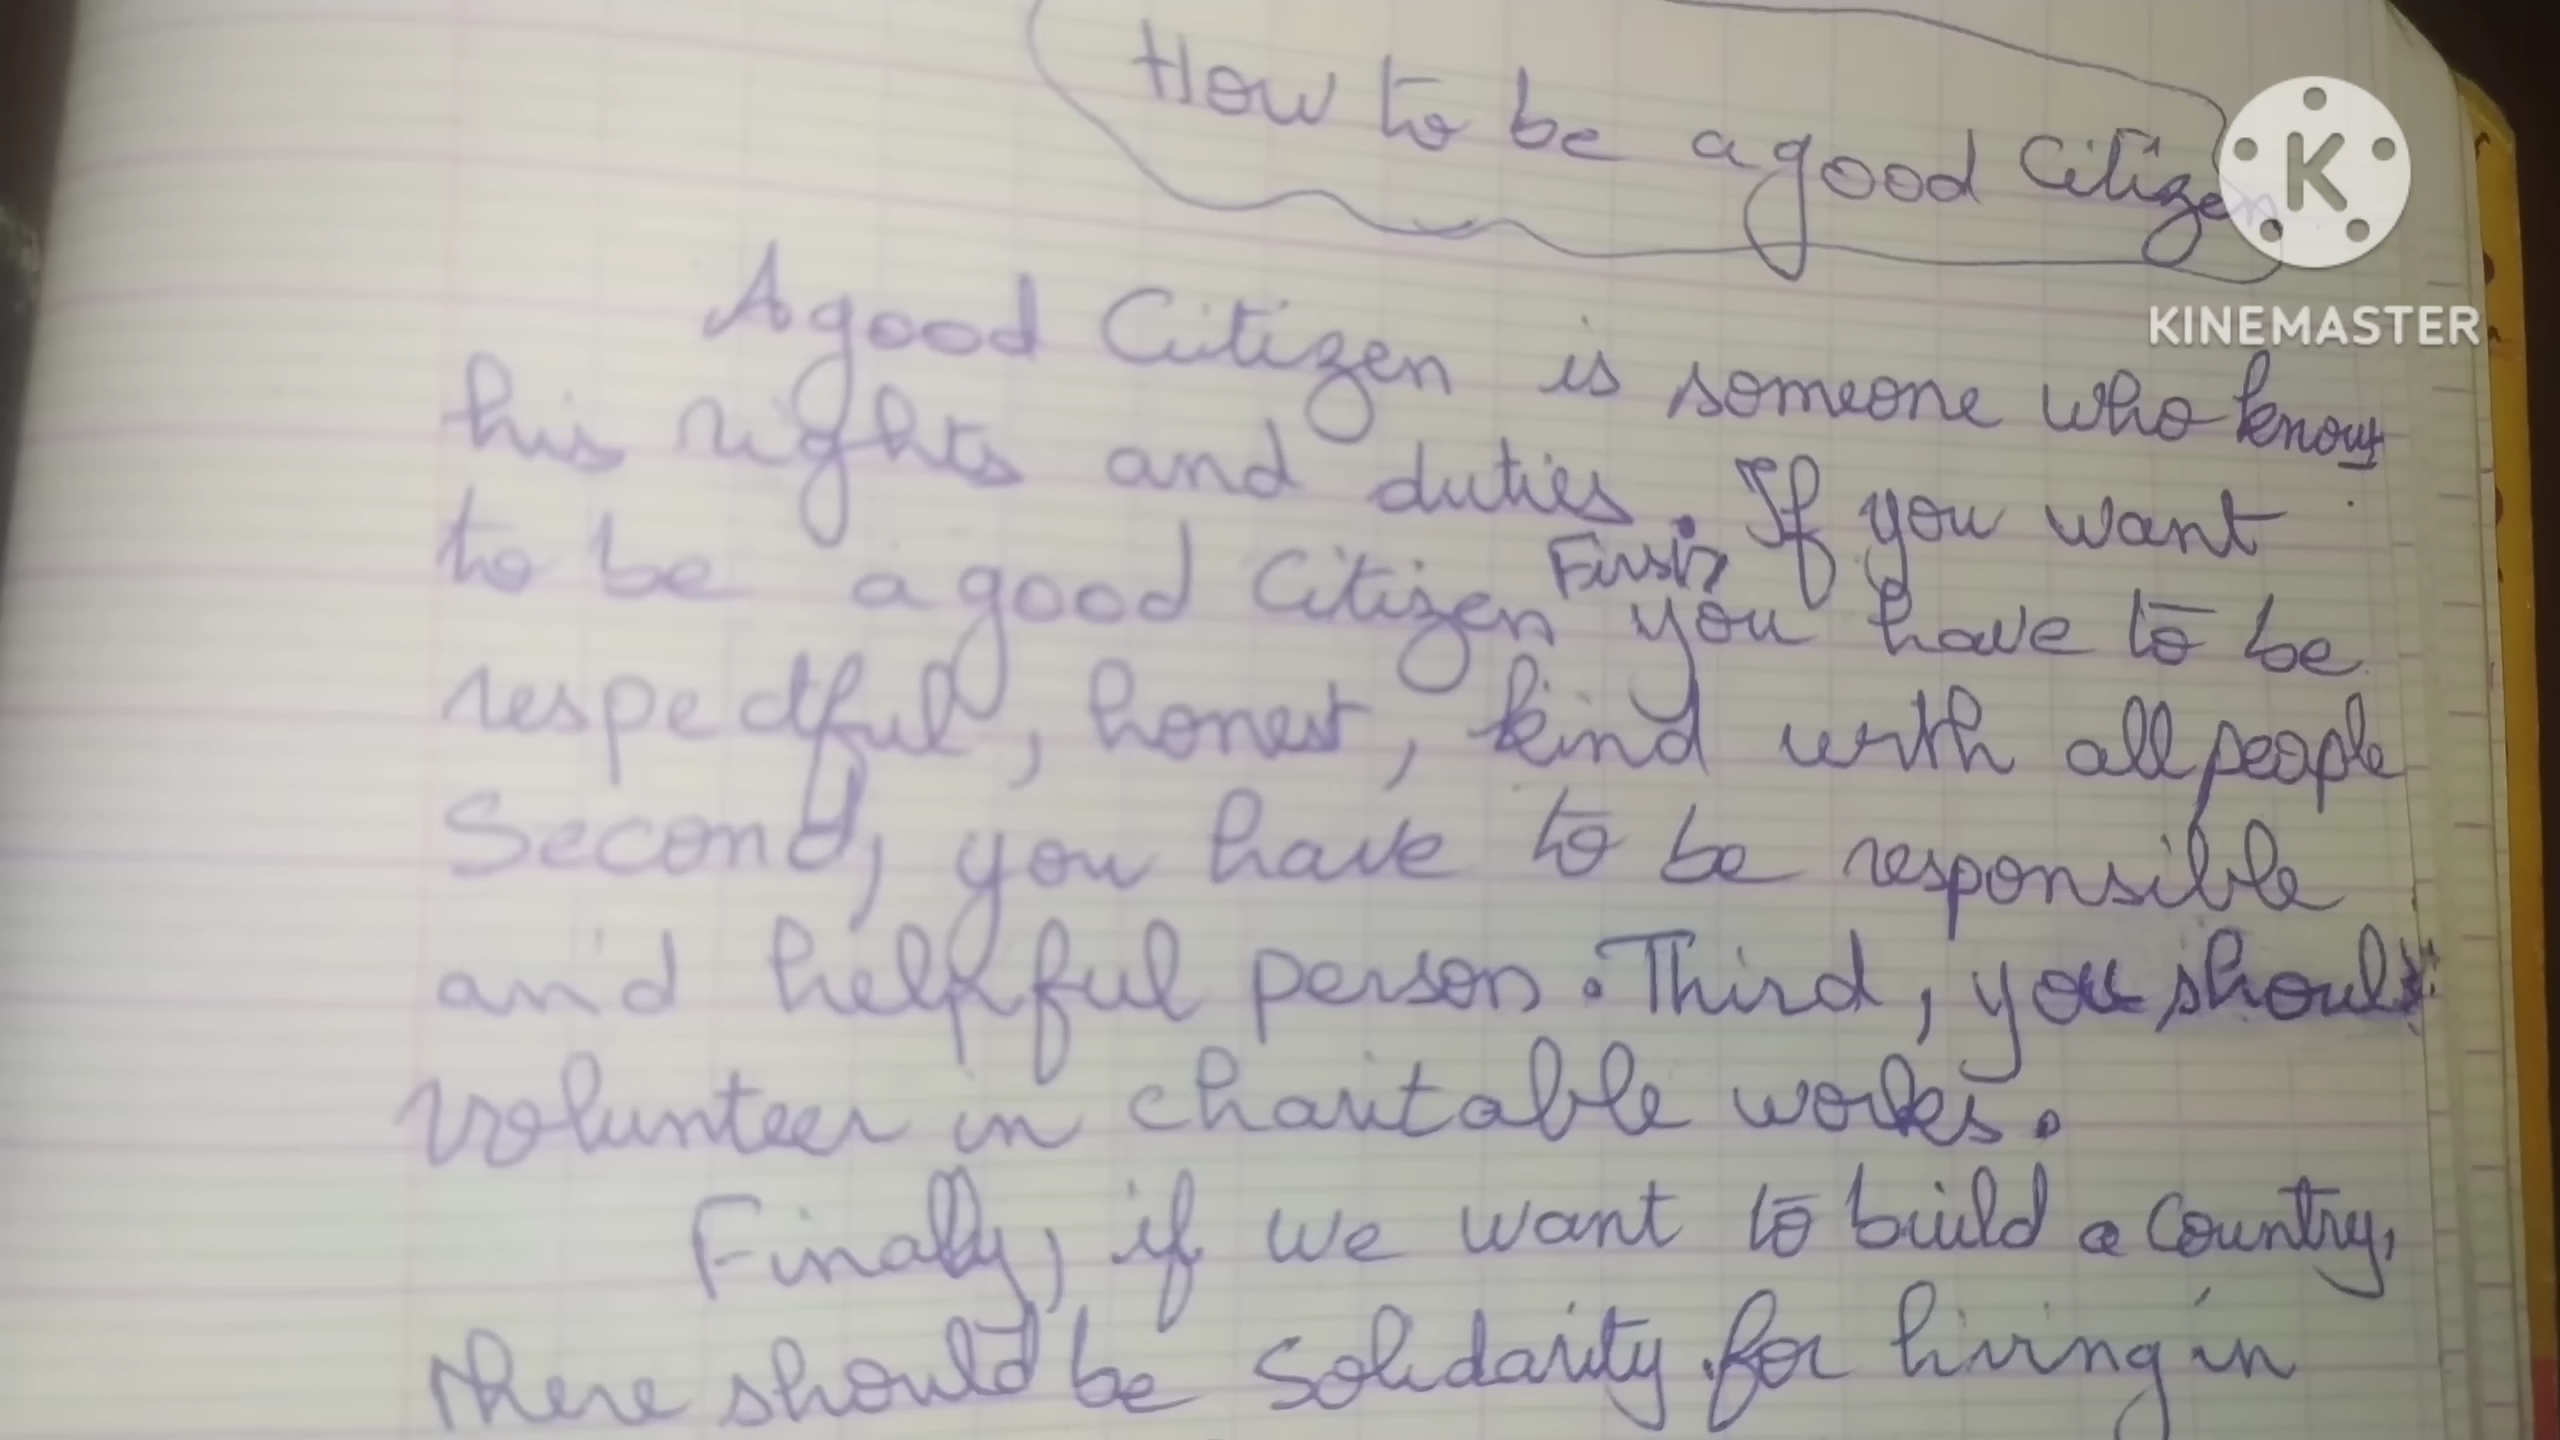 How to be a good Citizen
K
KINEMASTER
A good Citizen is someone who knows
his rights and duties. If you want
to be a good Citizen First, you have to be
respectful, honest, kind with all people
Second, you have to be responsible
and helpful person. Third, you should
volunteer in charitable works.
Finally, if we want to build a country,
there should be solidarity for living in